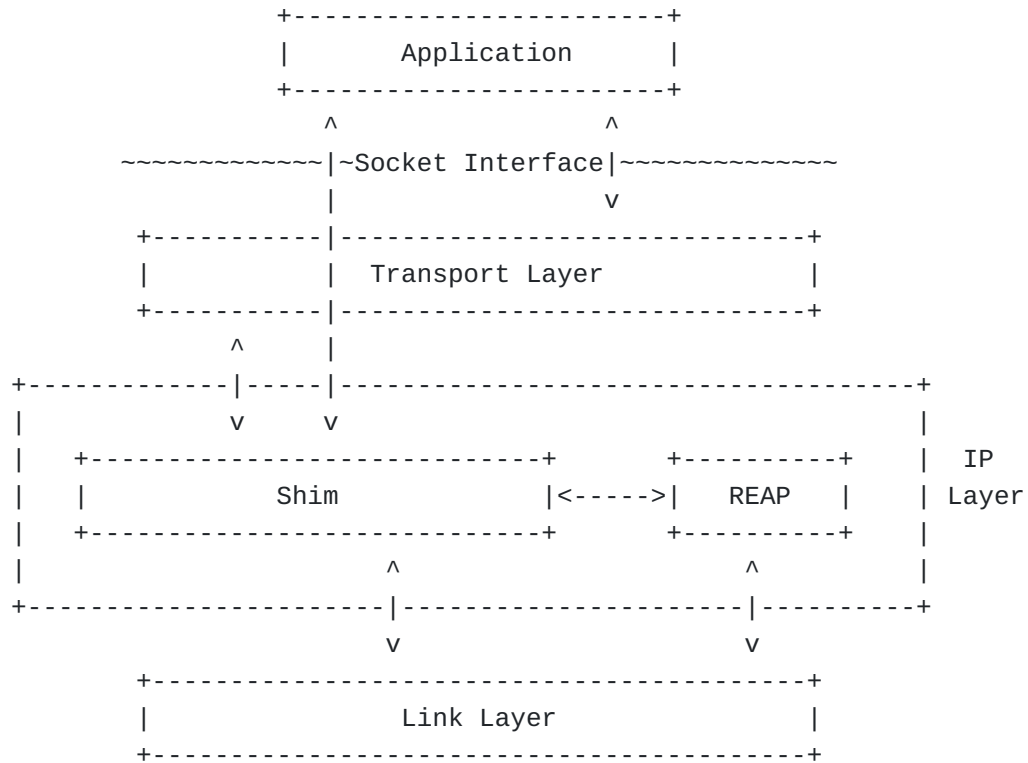 Application
Socket Interface
Transport Layer
IP
Shim REAP Layer
Link Layer